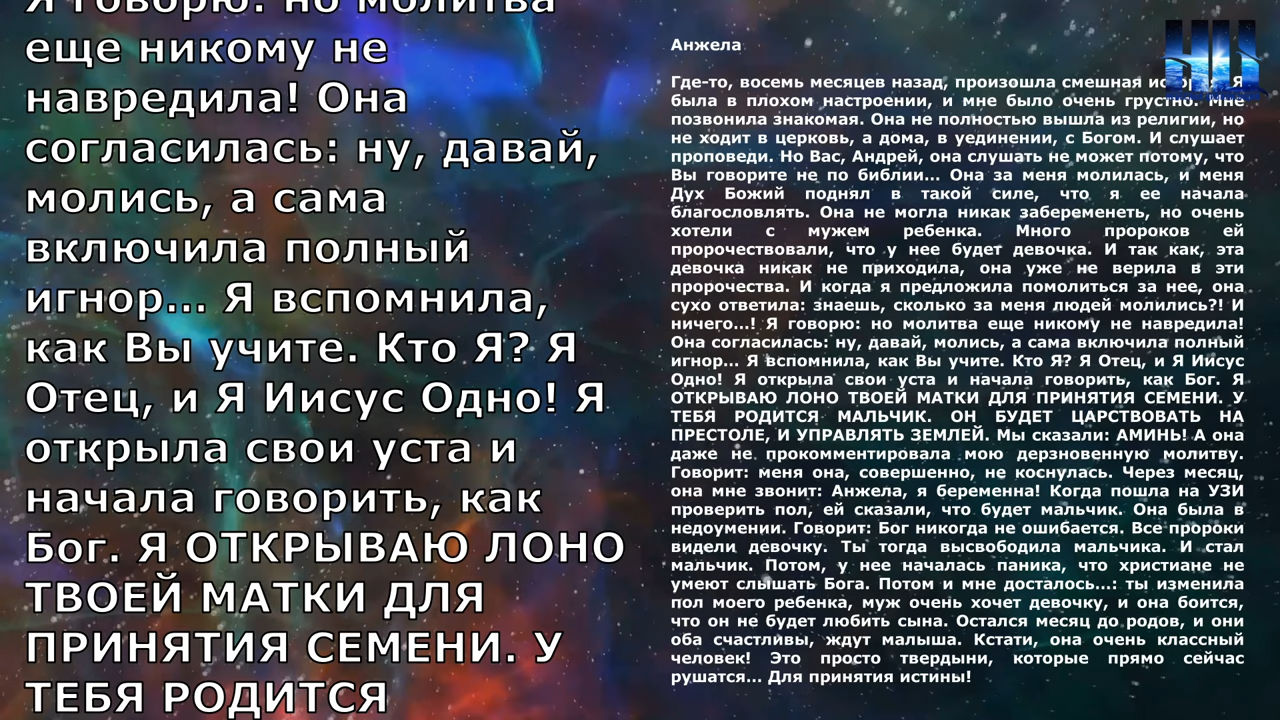 Я говорю: но молитва
еще никому не
навредила! Она
согласилась: ну, давай,
молись, а сама
включила полный
игнор... Я вспомнила,
как Вы учите. Кто Я? Я
Отец, и Я Иисус Одно! Я
открыла свои уста и
начала говорить, как
Бог. Я ОТКРЫВАЮ ЛОНО
ТВОЕЙ МАТКИ ДЛЯ
ПРИНЯТИЯ СЕМЕНИ. У
ТЕБЯ РОДИТСЯ
Анжела
Где-то, восемь месяцев назад, произошла смешная история. Я
была в плохом настроении, и мне было очень грустно. Мне
позвонила знакомая. Она не полностью вышла из религии, но
не ходит в церковь, а дома, в уединении, с Богом. И слушает
проповеди. Но Вас, Андрей, она слушать не может потому, что
Вы говорите не по библии... Она за меня молилась, и меня
Дух Божий поднял в такой силе, что я ее начала
благословлять. Она не могла никак забеременеть, но очень
хотели с мужем ребенка. Много пророков ей
пророчествовали, что у нее будет девочка. И так как, эта
девочка никак не приходила, она уже не верила в эти
пророчества. И когда я предложила помолиться за нее, она
сухо ответила: знаешь, сколько за меня людей молились?! И
ничего...! Я говорю: но молитва еще никому не навредила!
Она согласилась: ну, давай, молись, а сама включила полный
игнор... Я вспомнила, как Вы учите. Кто Я? Я Отец, и Я Иисус
Одно! Я открыла свои уста и начала говорить, как Бог. Я
ОТКРЫВАЮ ЛОНО ТВОЕЙ МАТКИ ДЛЯ ПРИНЯТИЯ СЕМЕНИ. У
ТЕБЯ РОДИТСЯ МАЛЬЧИК. ОН БУДЕТ ЦАРСТВОВАТЬ НА
ПРЕСТОЛЕ, И УПРАВЛЯТЬ ЗЕМЛЕЙ. Мы сказали: АМИНЬ! А она
даже не прокомментировала мою дерзновенную молитву.
Говорит: меня она, совершенно, не коснулась. Через месяц,
она мне звонит: Анжела, я беременна! Когда пошла на УЗИ
проверить пол, ей сказали, что будет мальчик. Она была в
недоумении. Говорит: Бог никогда не ошибается. Все пророки
видели девочку. Ты тогда высвободила мальчика. И стал
мальчик. Потом, у нее началась паника, что христиане не
умеют слышать Бога. Потом и мне досталось...: ты изменила
пол моего ребенка, муж очень хочет девочку, и она боится,
что он не будет любить сына. Остался месяц до родов, и они
оба счастливы, ждут малыша. Кстати, она очень классный
человек! Это просто твердыни, которые прямо сейчас
рушатся... Для принятия истины!